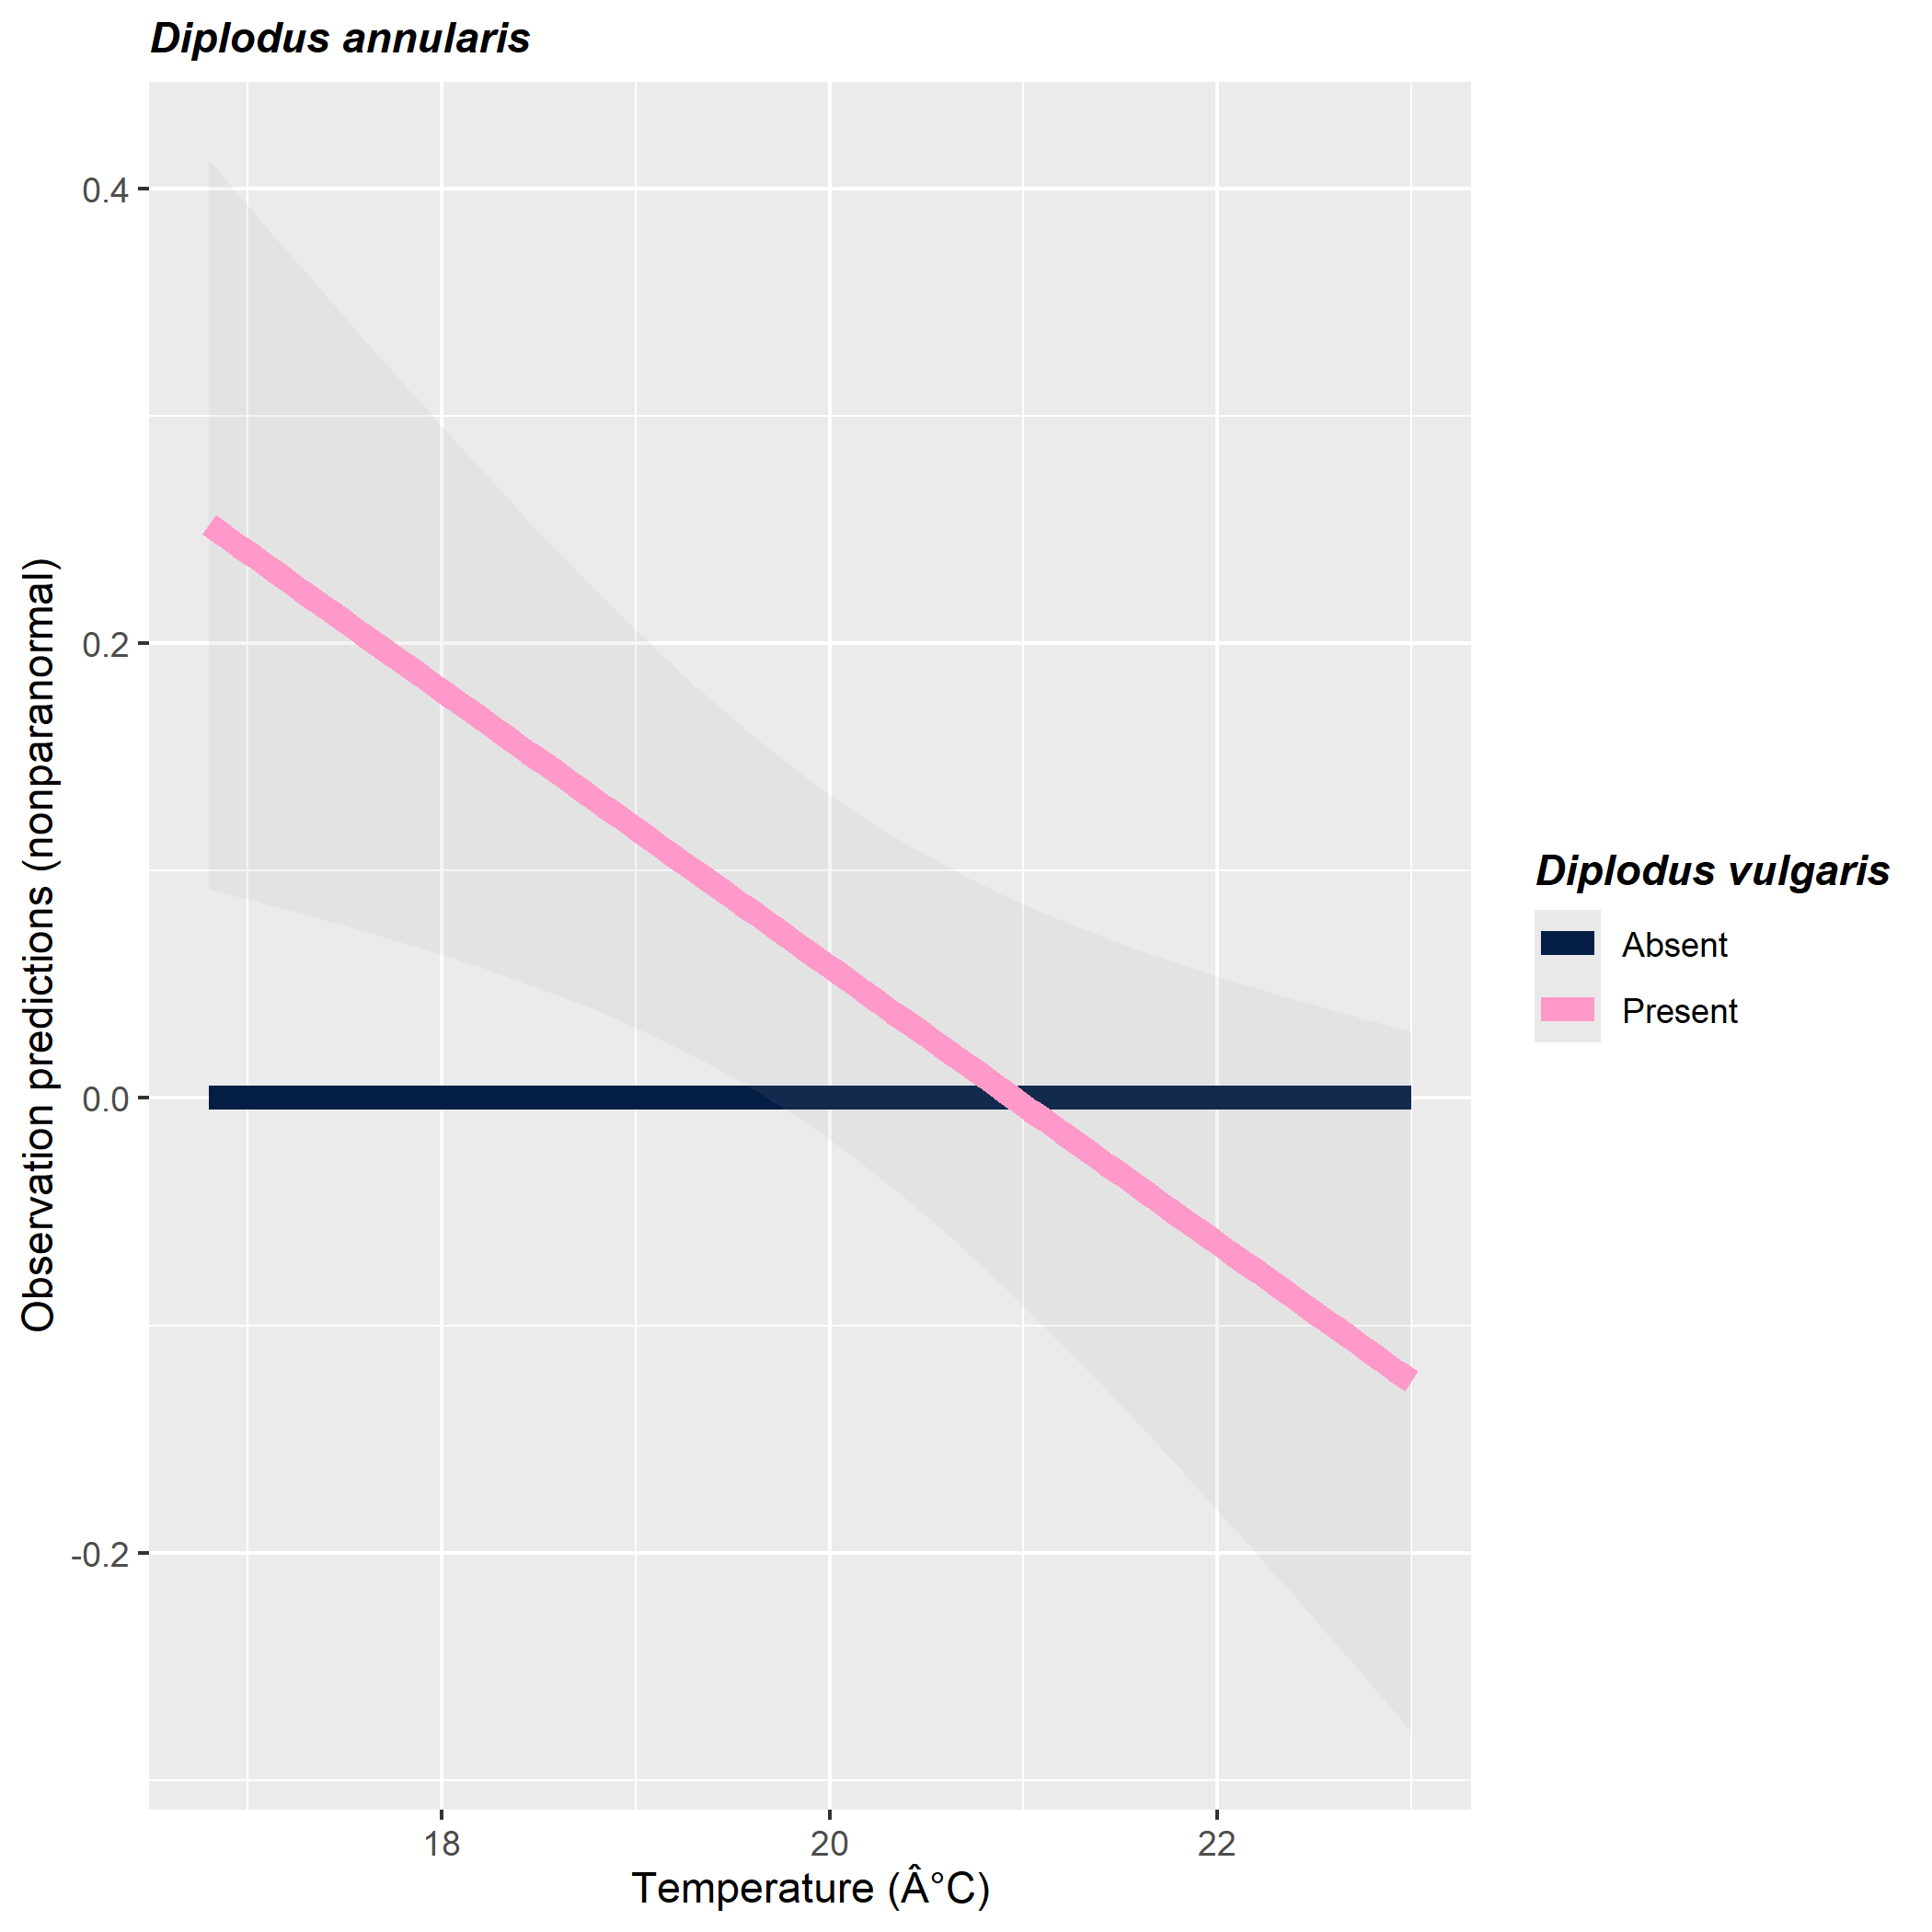 Diplodus annularis
Observation predictions (nonparanormal)
0.4
0.2
0.0
-0.2
18
20
22
Temperature (Â°C)
Diplodus vulgaris
Absent
Present